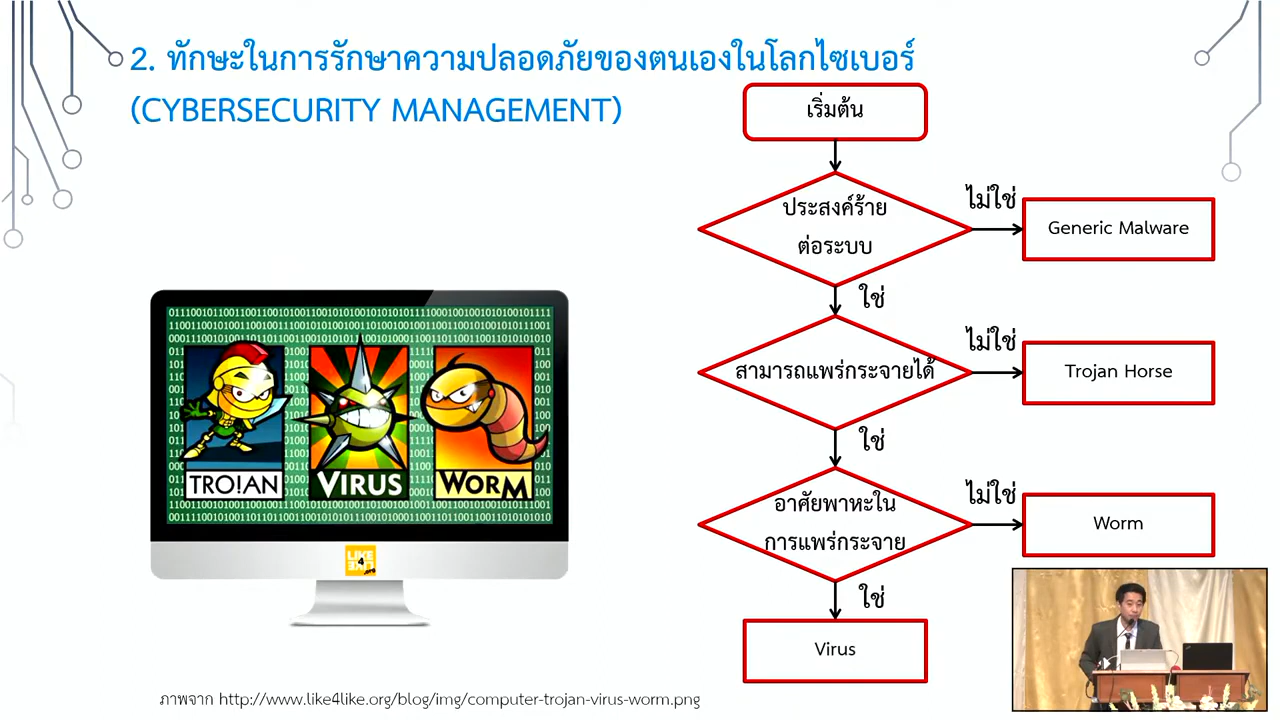 2. ทักษะในการรักษาความปลอดภัยของตนเองในโลกไซเบอร์
(CYBERSECURITY MANAGEMENT)
เริ่มต้น
ประสงค์ร้าย
ต่อระบบ
ไม่ใช่
Generic Malware
ใช่
สามารถแพร่กระจายได้
ไม่ใช่
Trojan Horse
ใช่
อาศัยพาหะใน
การแพร่กระจาย
ไม่ใช่
Worm
ใช่
Virus
TRO!AN
VIRUS
WORM
LIKE
4
LIKE
.org
ภาพจาก http://www.like4like.org/blog/img/computer-trojan-virus-worm.png